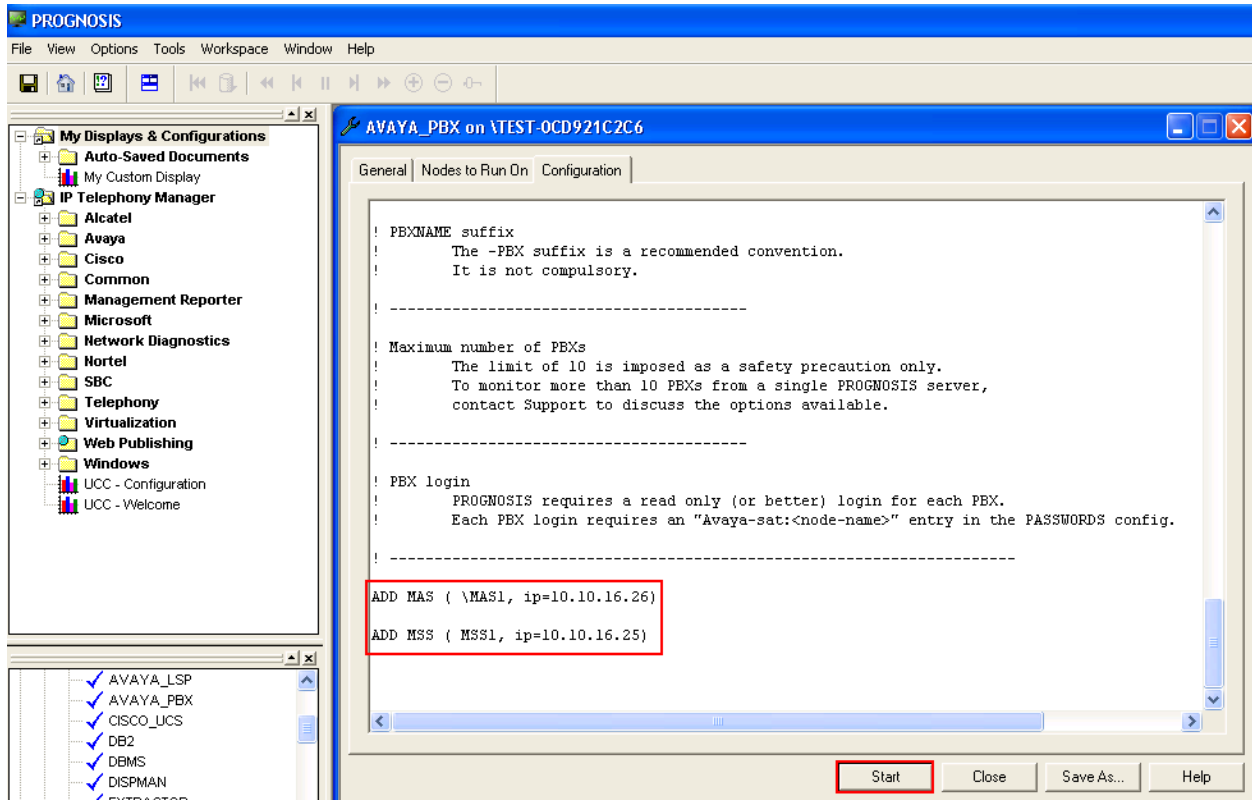 PROGNOSIS
File View Options Tools Workspace Window Help
My Displays & Configurations
Auto-Saved Documents
My Custom Display
IP Telephony Manager
Alcatel
Avaya
Cisco
Common
Management Reporter
Microsoft
Network Diagnostics
Nortel
SBC
Telephony
Virtualization
Web Publishing
Windows
UCC - Configuration
UCC - Welcome
AVAYA_LSP
AVAYA_PBX
CISCO_UCS
DB2
DBMS
DISPMAN
EXTRACTOR
AVAYA_PBX on \TEST-0CD921C2C6
General Nodes to Run On Configuration
! PBXNAME suffix
! The -PBX suffix is a recommended convention.
! It is not compulsory.
! ----------------------------------------
! Maximum number of PBXs
! The limit of 10 is imposed as a safety precaution only.
! To monitor more than 10 PBXs from a single PROGNOSIS server,
! contact Support to discuss the options available.
! ----------------------------------------
! PBX login
! PROGNOSIS requires a read only (or better) login for each PBX.
! Each PBX login requires an "Avaya-sat:<node-name>" entry in the PASSWORDS config.
! ----------------------------------------------------------------------
ADD MAS ( \MAS1, ip=10.10.16.26)
ADD MSS ( MSS1, ip=10.10.16.25)
Start Close Save As... Help